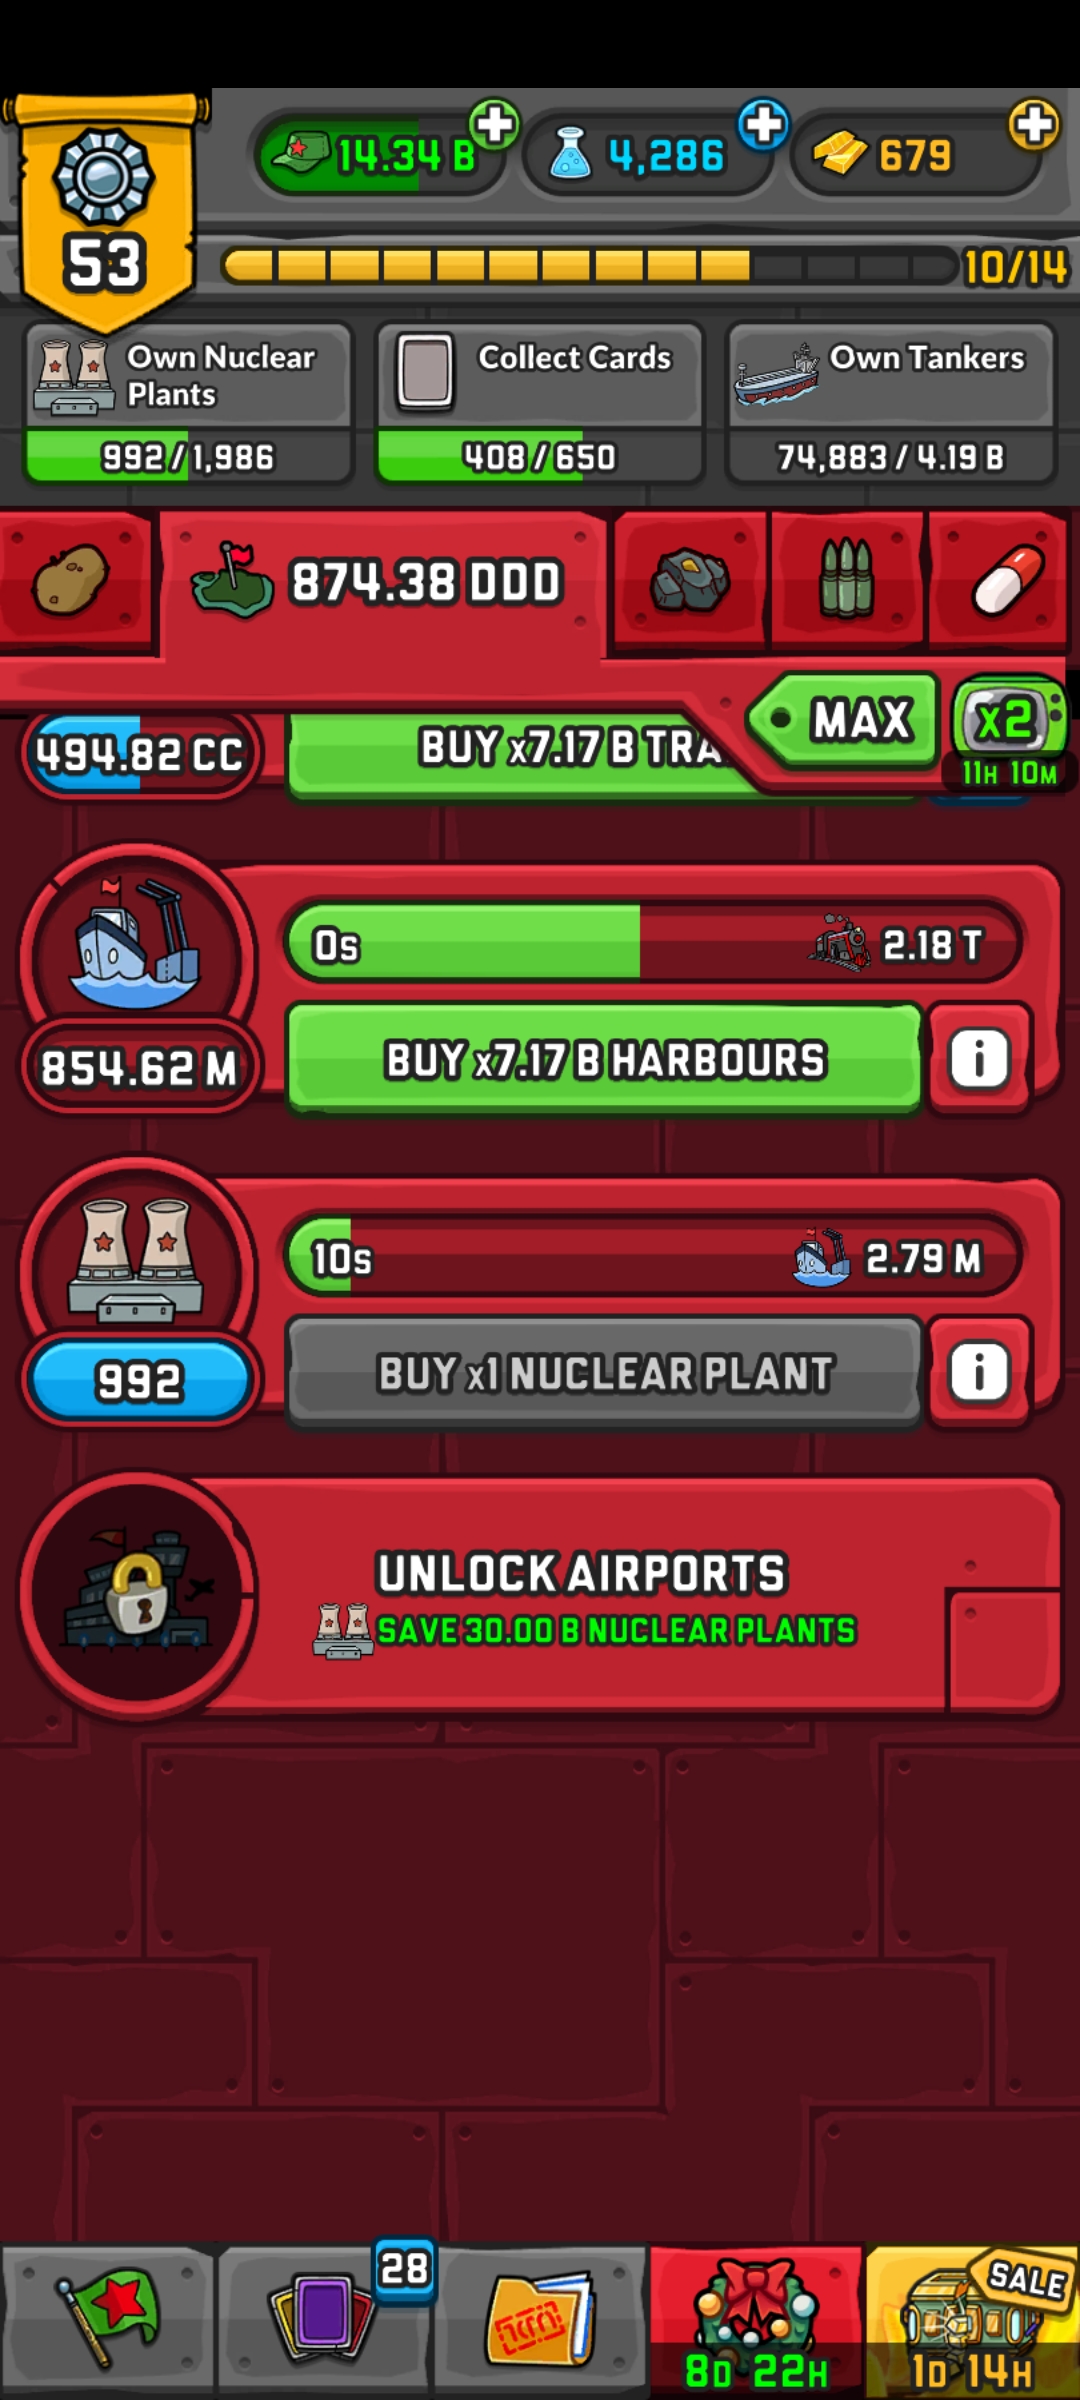 14.34 B
4,286
679
53
10/14
Own Nuclear
Plants
992/1,986
Collect Cards
408/650
Own Tankers
74,883/4.19 B
874.38 DDD
MAX
x2
11H 10M
494.82 CC
BUY x7.17 B TRA
0s
2.18 T
854.62 M
BUY x7.17 B HARBOURS
i
10s
2.79 M
992
BUY x1 NUCLEAR PLANT
i
UNLOCK AIRPORTS
SAVE 30.00 B NUCLEAR PLANTS
28
SALE
8D 22H
1D 14H